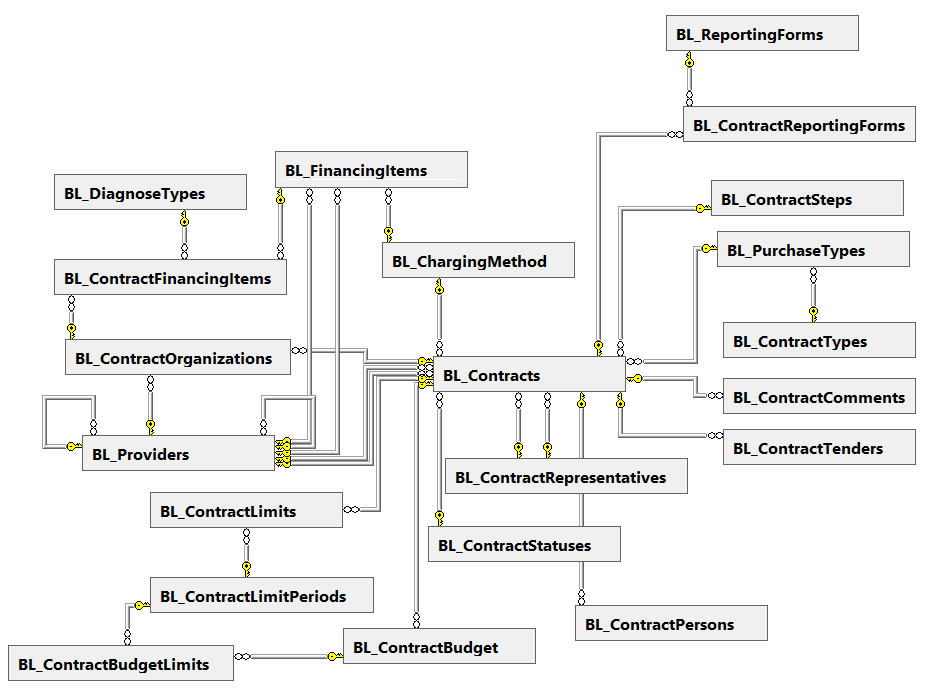 BL_ReportingForms
BL_ContractReportingForms
BL_FinancingItems
BL_DiagnoseTypes
BL_ContractSteps
BL_PurchaseTypes
BL_ChargingMethod
BL_ContractFinancingItems
BL_ContractTypes
BL_ContractOrganizations
BL_Contracts
BL_ContractComments
BL_Providers
BL_ContractTenders
BL_ContractRepresentatives
BL_ContractLimits
BL_ContractStatuses
BL_ContractLimitPeriods
BL_ContractPersons
BL_ContractBudget
BL_ContractBudgetLimits